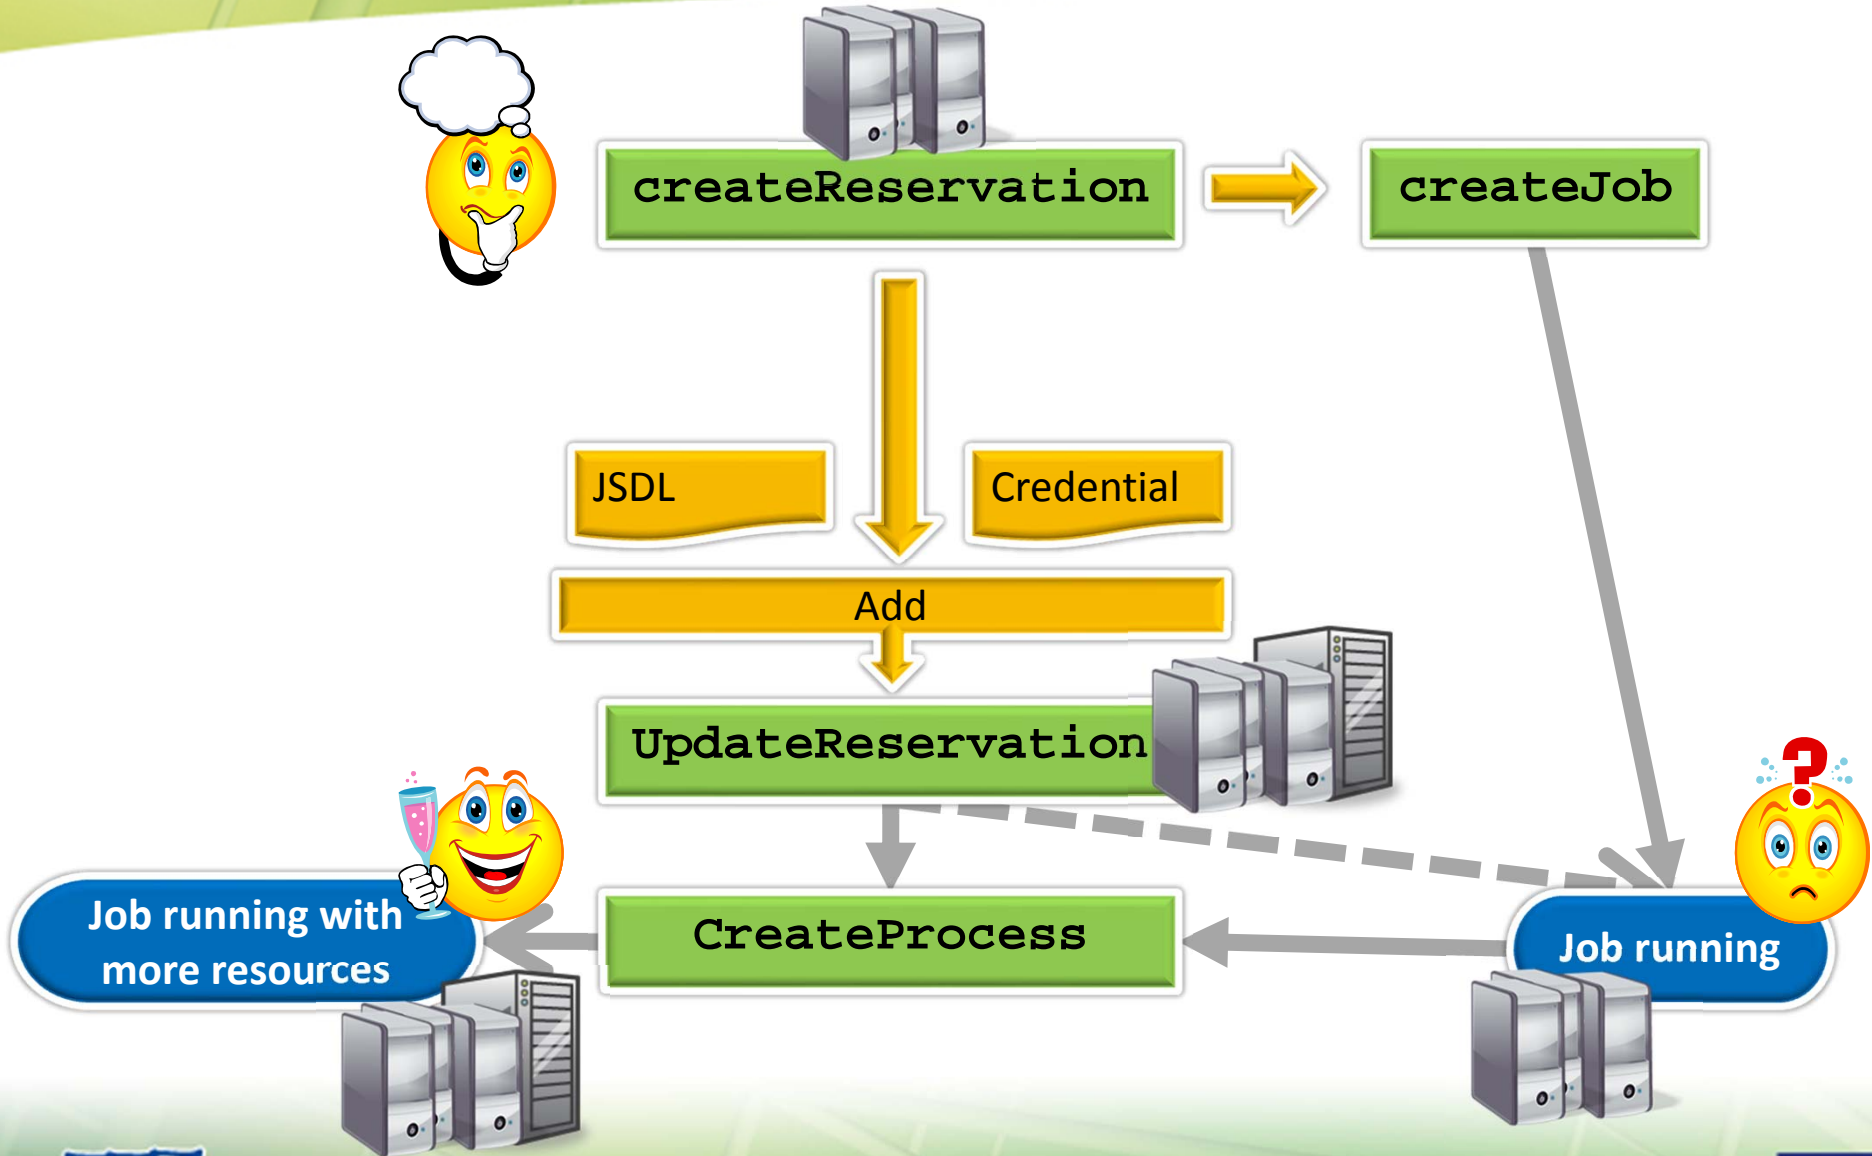 createReservation
createJob
JSDL
Credential
Add
UpdateReservation
?
Job running with
more resources
CreateProcess
Job running